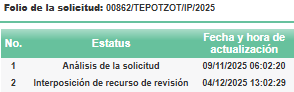 Folio de la solicitud: 00862/TEPOTZOT/IP/2025
No. Estatus Fecha y hora de actualización
1 Análisis de la solicitud 09/11/2025 06:02:20
2 Interposición de recurso de revisión 04/12/2025 13:02:29